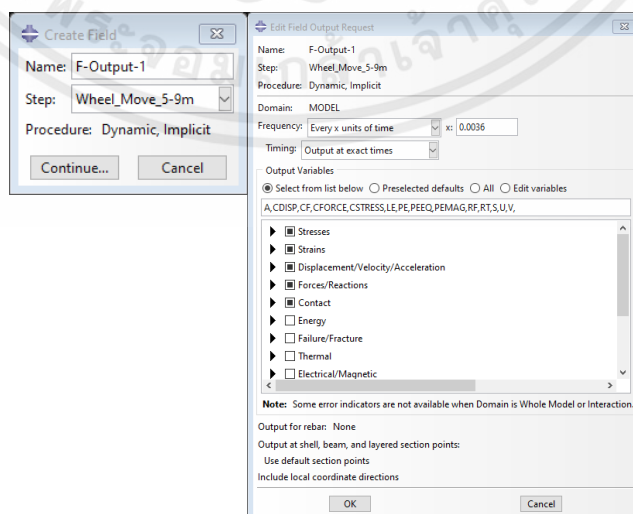 Create Field
Name: F-Output-1
Step: Wheel_Move_5-9m
Procedure: Dynamic, Implicit
Continue... Cancel
Edit Field Output Request
Name: F-Output-1
Step: Wheel_Move_5-9m
Procedure: Dynamic, Implicit
Domain: MODEL
Frequency: Every x units of time x: 0.0036
Timing: Output at exact times
Output Variables
Select from list below Preselected defaults All Edit variables
A,CDISP,CF,CFORCE,CSTRESS,LE,PE,PEEQ,PEMAG,RF,RT,S,U,V,
Stresses
Strains
Displacement/Velocity/Acceleration
Forces/Reactions
Contact
Energy
Failure/Fracture
Thermal
Electrical/Magnetic
Note: Some error indicators are not available when Domain is Whole Model or Interaction.
Output for rebar: None
Output at shell, beam, and layered section points:
Use default section points
Include local coordinate directions
OK Cancel